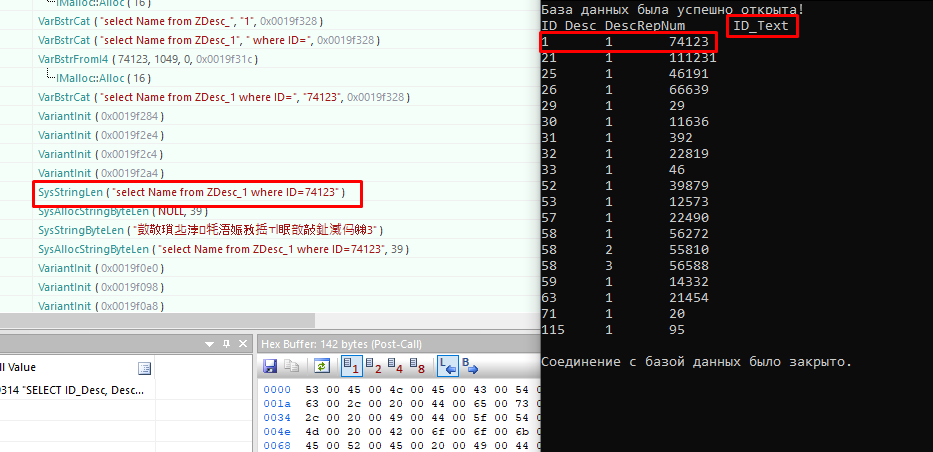 IMalloc::Alloc ( 16 )
VarBstrCat ( "select Name from ZDesc_", "1", 0x0019f328 )
VarBstrCat ( "select Name from ZDesc_1", " where ID=", 0x0019f328 )
VarBstrFromI4 ( 74123, 1049, 0, 0x0019f31c )
IMalloc::Alloc ( 16 )
VarBstrCat ( "select Name from ZDesc_1 where ID=", "74123", 0x0019f328 )
VariantInit ( 0x0019f284 )
VariantInit ( 0x0019f2e4 )
VariantInit ( 0x0019f2c4 )
VariantInit ( 0x0019f2a4 )
SysStringLen ( "select Name from ZDesc_1 where ID=74123" )
SysAllocStringByteLen ( NULL, 39 )
SysStringByteLen (
SysAllocStringByteLen ( "select Name from ZDesc_1 where ID=74123", 39 )
VariantInit ( 0x0019f0e0 )
VariantInit ( 0x0019f098 )
VariantInit ( 0x0019f0a8 )
ll Value
0314 "SELECT ID_Desc, Desc...
Hex Buffer: 142 bytes (Post-Call)
1 2 4 8 L B
0000 53 00 45 00 4c 00 45 00 43 00 54 0
001a 63 00 2c 00 20 00 44 00 65 00 73 0
0034 2c 00 20 00 49 00 44 00 5f 00 54 0
004e 4d 00 20 00 42 00 6f 00 6f 00 6b 0
0068 45 00 52 00 45 00 20 00 49 00 44 0
База данных была успешно открыта!
ID_Desc DescRepNum ID_Text
1 1 74123
21 1 111231
25 1 46191
26 1 66639
29 1 29
30 1 11636
31 1 392
32 1 22819
33 1 46
52 1 39879
53 1 12573
57 1 22490
58 1 56272
58 2 55810
58 3 56588
59 1 14332
63 1 21454
71 1 20
115 1 95
Соединение с базой данных было закрыто.